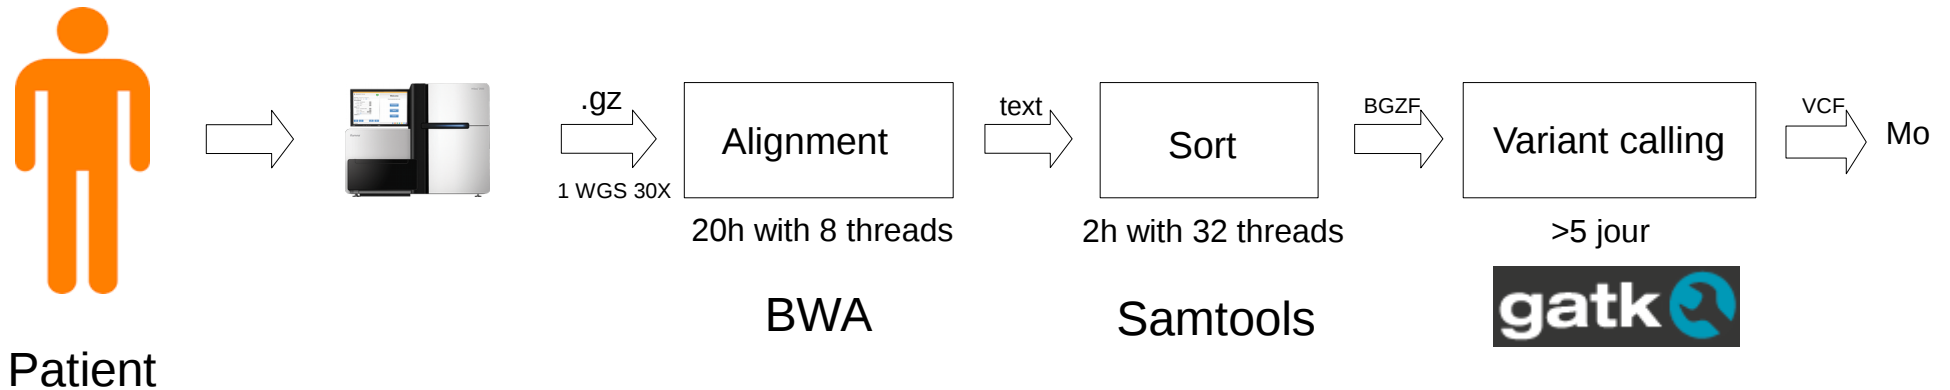 Patient
.gz
1 WGS 30X
Alignment
20h with 8 threads
BWA
text
Sort
2h with 32 threads
Samtools
BGZF
Variant calling
>5 jour
gatk
VCF
Mo